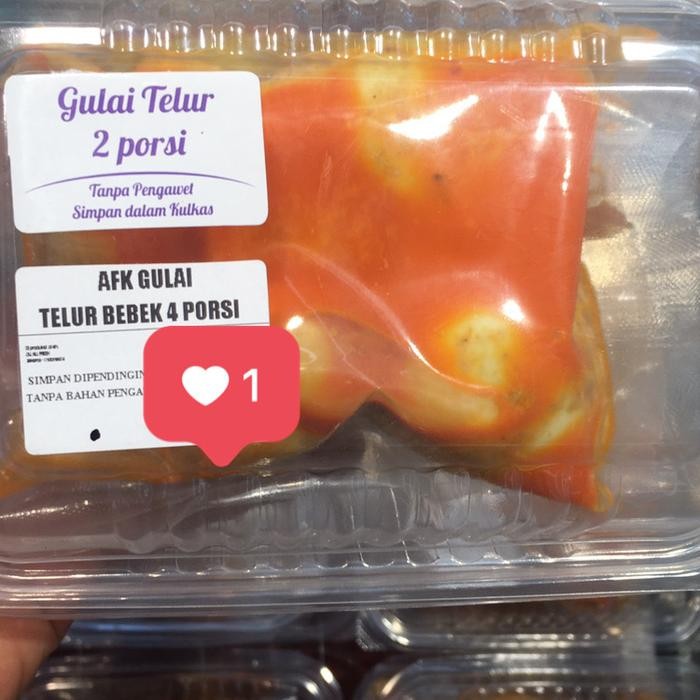 Gulai Telur
2 porsi
Tanpa Pengawet
Simpan dalam Kulkas
AFK GULAI
TELUR BEBEK 4 PORSI
SIMPAN DIPENDINGIN
TANPA BAHAN PENGA
1